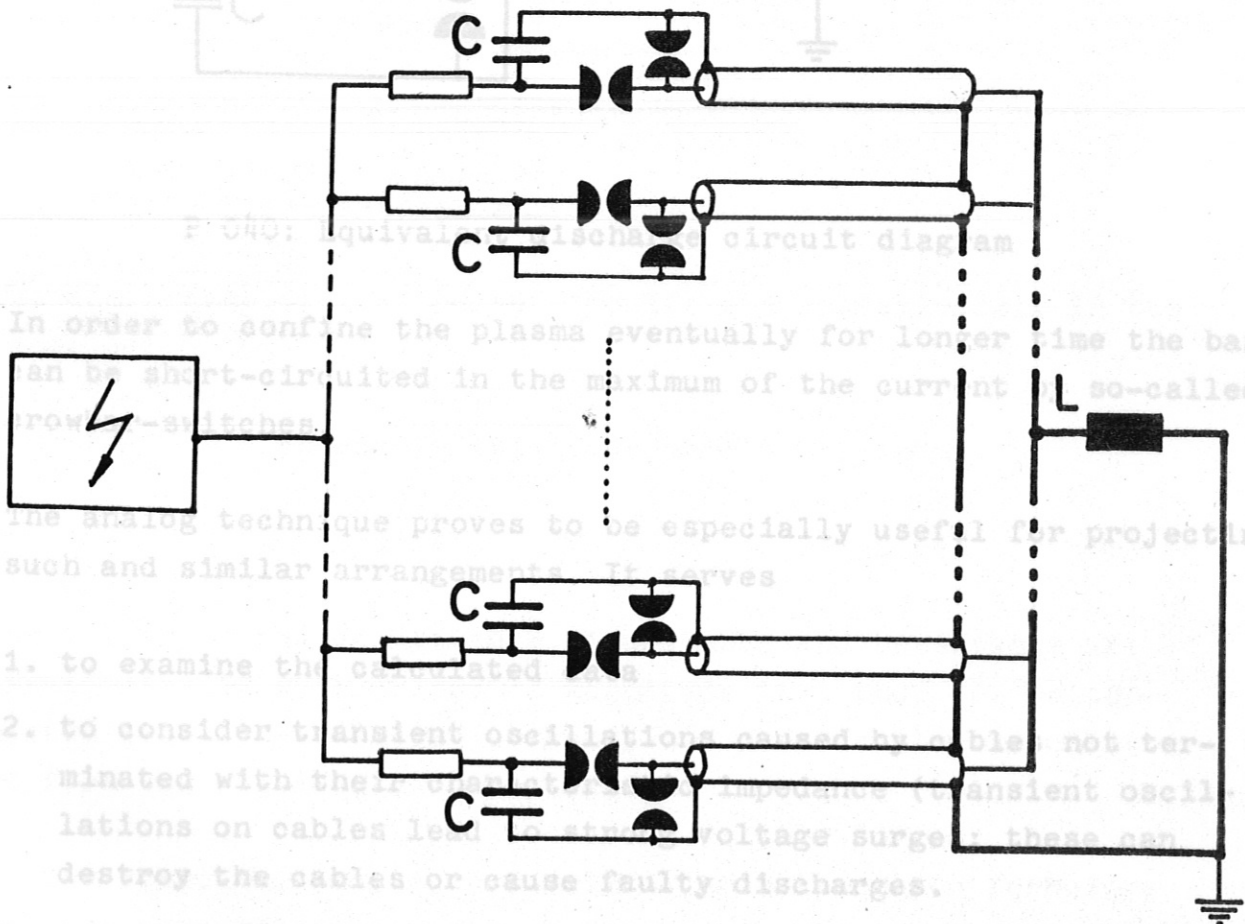 C
C
C
P 040: Equivalent discharge circuit diagram
C
In order to confine the plasma eventually for longer time the ba
can be short-circuited in the maximum of the current by so-called
crowbar-switches
L
The analog technique proves to be especially useful for projectin
such and similar arrangements. It serves
C
1. to examine the calculated data
2. to consider transient oscillations caused by cables not ter-
minated with their characteristic impedance (transient oscil-
C
lations on cables lead to strong voltage surges; these can
destroy the cables or cause faulty discharges.